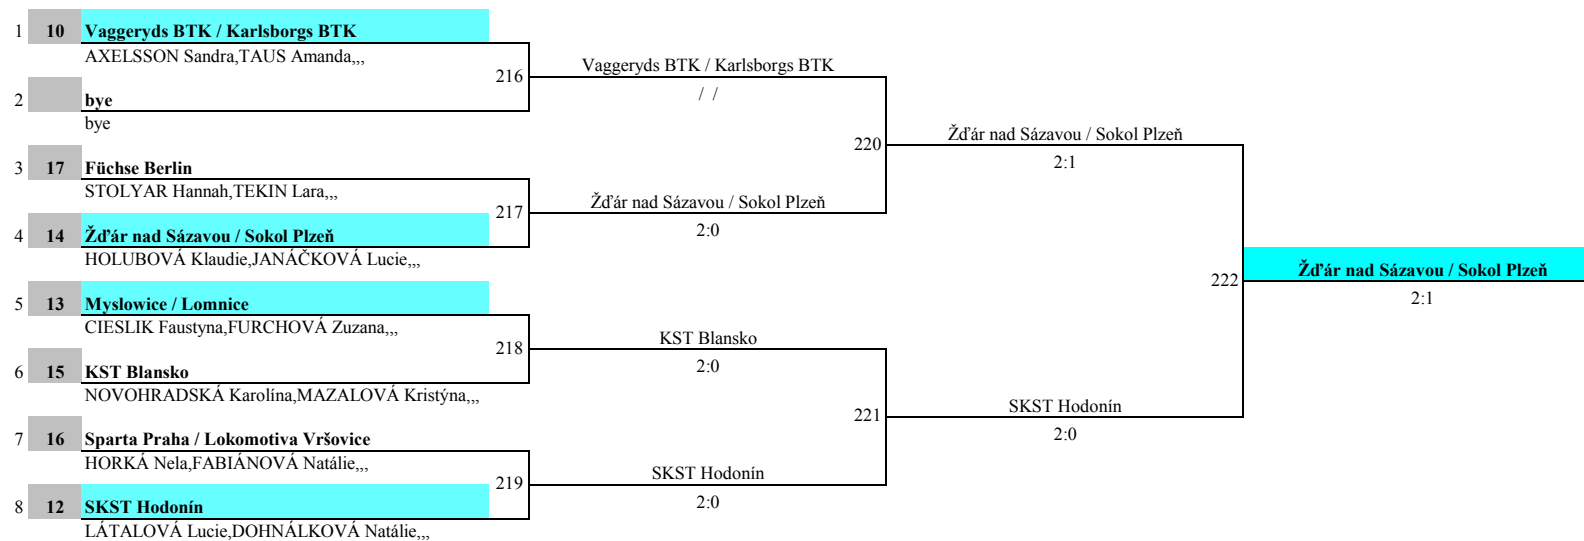 1 10 Vaggeryds BTK / Karlsborgs BTK
AXELSSON Sandra,TAUS Amanda,,,
216
Vaggeryds BTK / Karlsborgs BTK
/ /
2 bye
bye
220
Žďár nad Sázavou / Sokol Plzeň
2:1
3 17 Füchse Berlin
STOLYAR Hannah,TEKIN Lara,,,
217
Žďár nad Sázavou / Sokol Plzeň
2:0
4 14 Žďár nad Sázavou / Sokol Plzeň
HOLUBOVÁ Klaudie,JANÁČKOVÁ Lucie,,,
222
Žďár nad Sázavou / Sokol Plzeň
2:1
5 13 Myslowice / Lomnice
CIESLIK Faustyna,FURCHOVÁ Zuzana,,,
218
KST Blansko
2:0
6 15 KST Blansko
NOVOHRADSKÁ Karolína,MAZALOVÁ Kristýna,,,
221
SKST Hodonín
2:0
7 16 Sparta Praha / Lokomotiva Vršovice
HORKÁ Nela,FABIÁNOVÁ Natálie,,,
219
SKST Hodonín
2:0
8 12 SKST Hodonín
LÁTALOVÁ Lucie,DOHNÁLKOVÁ Natálie,,,